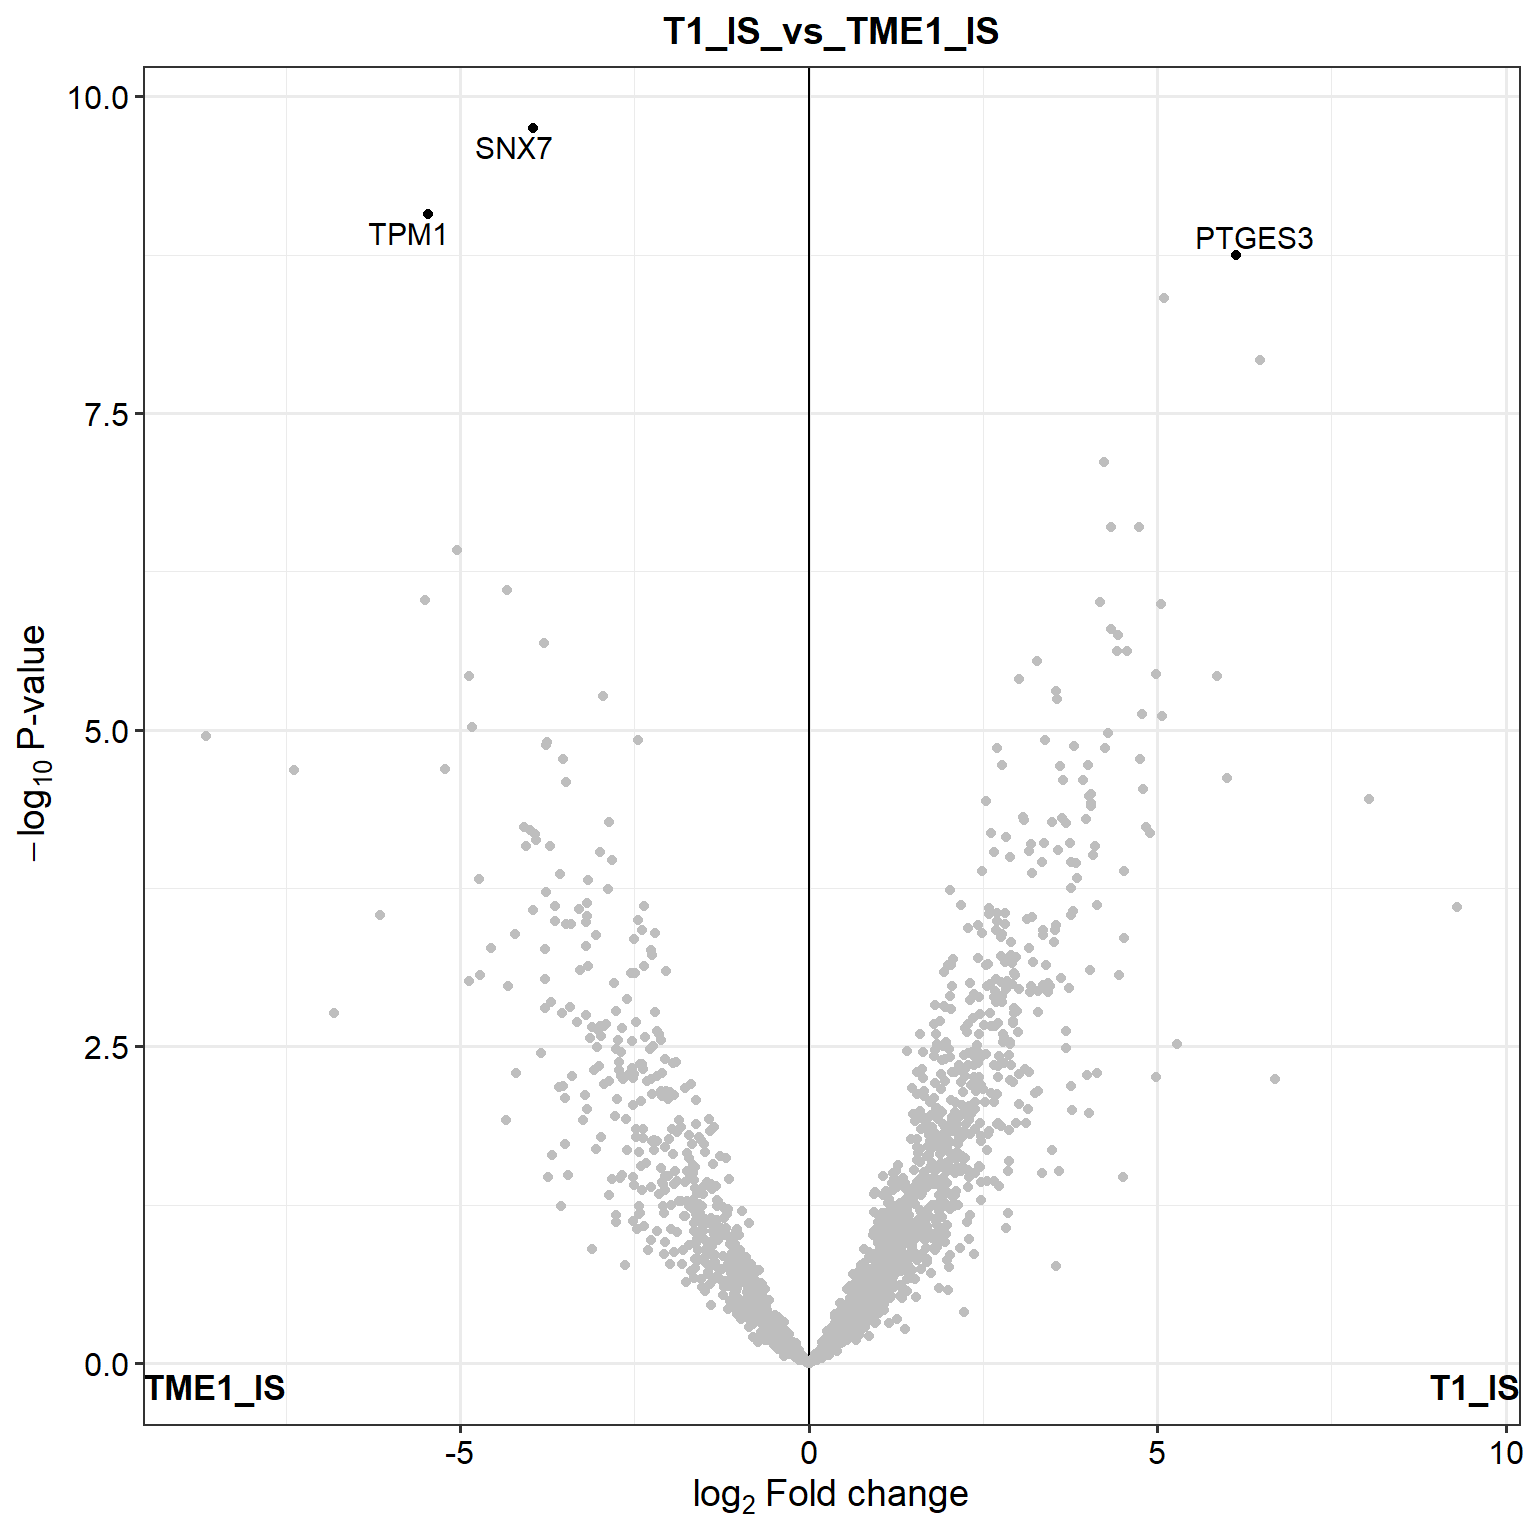 T1_IS_vs_TME1_IS
10.0
SNX7
TPM1
PTGES3
7.5
5.0
2.5
0.0
−log10 P-value
TME1_IS
T1_IS
-5
0
5
10
log2 Fold change